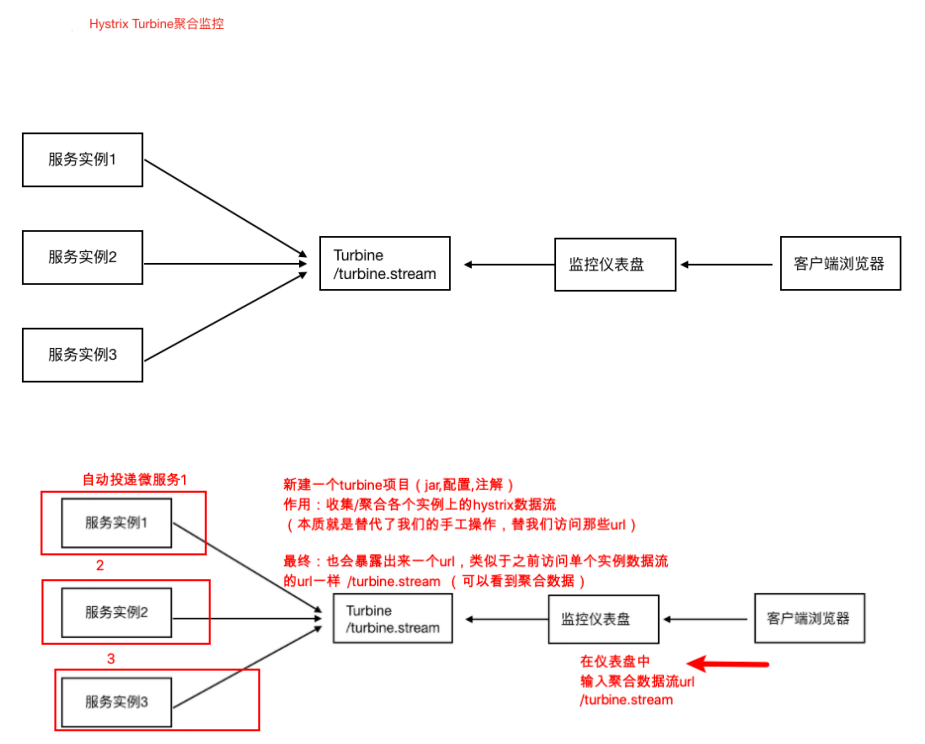 Hystrix Turbine聚合监控
服务实例1
服务实例2
服务实例3
Turbine
/turbine.stream
监控仪表盘
客户端浏览器
自动投递微服务1
服务实例1
2
服务实例2
3
服务实例3
新建一个turbine项目（jar,配置,注解）
作用：收集/聚合各个实例上的hystrix数据流
（本质就是替代了我们的手工操作，替我们访问那些url）
最终：也会暴露出来一个url，类似于之前访问单个实例数据流
的url一样 /turbine.stream （可以看到聚合数据）
Turbine
/turbine.stream
监控仪表盘
客户端浏览器
在仪表盘中
输入聚合数据流url
/turbine.stream